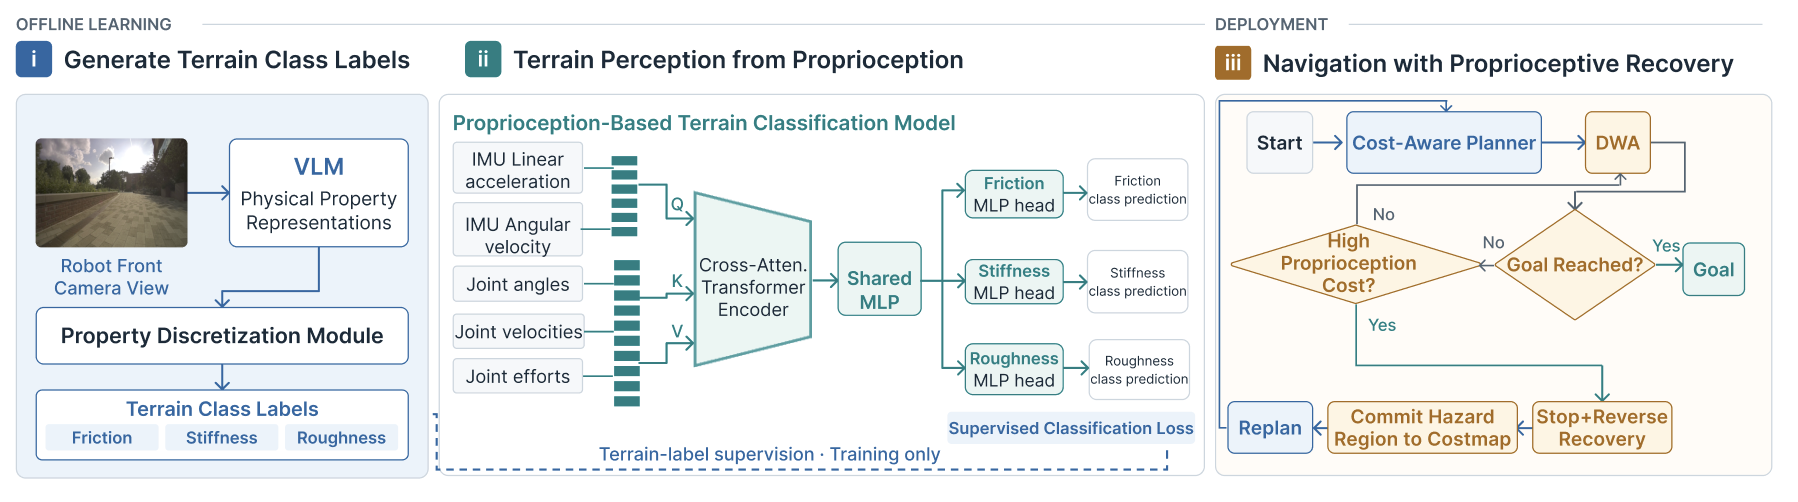 OFFLINE LEARNING
i Generate Terrain Class Labels
VLM
Physical Property
Representations
Robot Front
Camera View
Property Discretization Module
Terrain Class Labels
Friction Stiffness Roughness
ii Terrain Perception from Proprioception
Proprioception-Based Terrain Classification Model
IMU Linear
acceleration
IMU Angular
velocity
Joint angles
Joint velocities
Joint efforts
Q
K
V
Cross-Atten.
Transformer
Encoder
Shared
MLP
Friction
MLP head
Friction
class prediction
Stiffness
MLP head
Stiffness
class prediction
Roughness
MLP head
Roughness
class prediction
Supervised Classification Loss
Terrain-label supervision · Training only
DEPLOYMENT
iii Navigation with Proprioceptive Recovery
Start
Cost-Aware Planner
DWA
No
High
Proprioception
Cost?
No
Goal Reached?
Yes
Goal
Yes
Replan
Commit Hazard
Region to Costmap
Stop+Reverse
Recovery